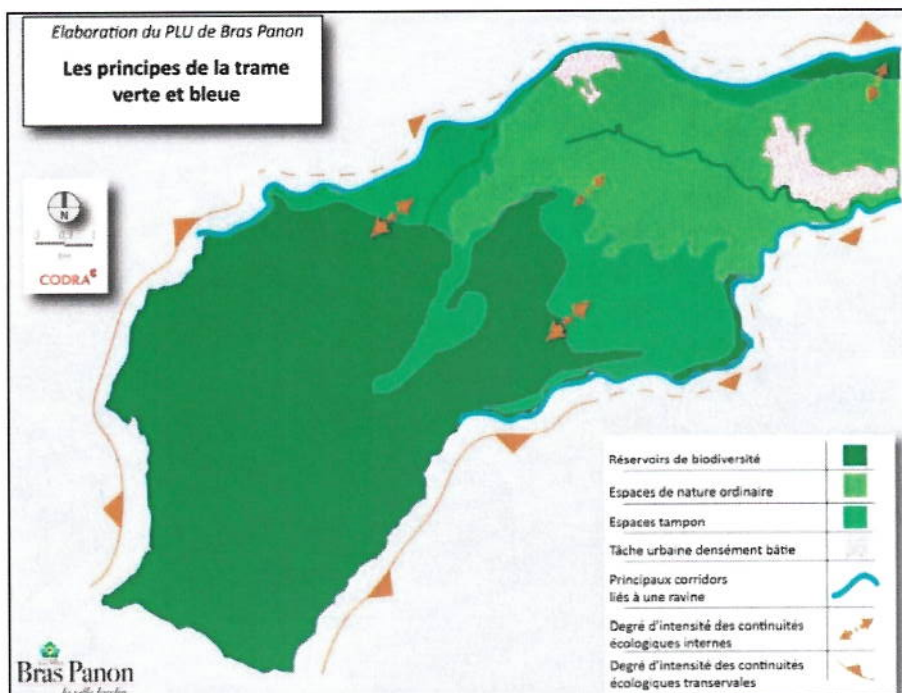 Elaboration du PLU de Bras Panon
Les principes de la trame
verte et bleue
N
CODRA
Réservoirs de biodiversité
Espaces de nature ordinaire
Espaces tampon
Tâche urbaine densément bâtie
Principaux corridors
liés à une ravine
Degré d'intensité des continuités
écologiques internes
Degré d'intensité des continuités
écologiques transervales
Bras Panon